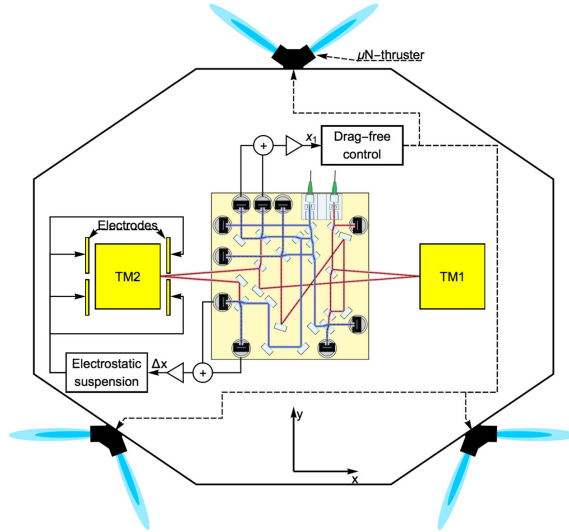 μN–thruster
+
x1
Drag–free
control
Electrodes
TM2
TM1
Electrostatic
suspension
Δx
+
y
x